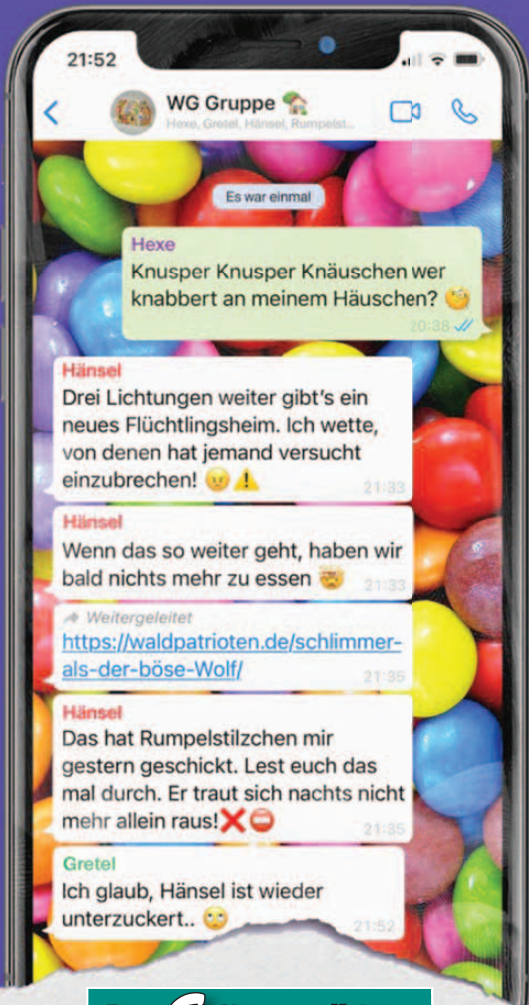 21:52
WG Gruppe 🏡
Hexe, Gretel, Hänsel, Rumpelst...
Es war einmal
Hexe
Knusper Knusper Knäuschen wer
knabbert an meinem Häuschen? 🧐
20:38
Hänsel
Drei Lichtungen weiter gibt's ein
neues Flüchtlingsheim. Ich wette,
von denen hat jemand versucht
einzubrechen! 😠⚠️
21:33
Hänsel
Wenn das so weiter geht, haben wir
bald nichts mehr zu essen 🤯
21:33
Weitergeleitet
https://waldpatrioten.de/schlimmer-
als-der-böse-Wolf/
21:35
Hänsel
Das hat Rumpelstilzchen mir
gestern geschickt. Lest euch das
mal durch. Er traut sich nachts nicht
mehr allein raus!❌⛔
21:35
Gretel
Ich glaub, Hänsel ist wieder
unterzuckert.. 🙄
21:52